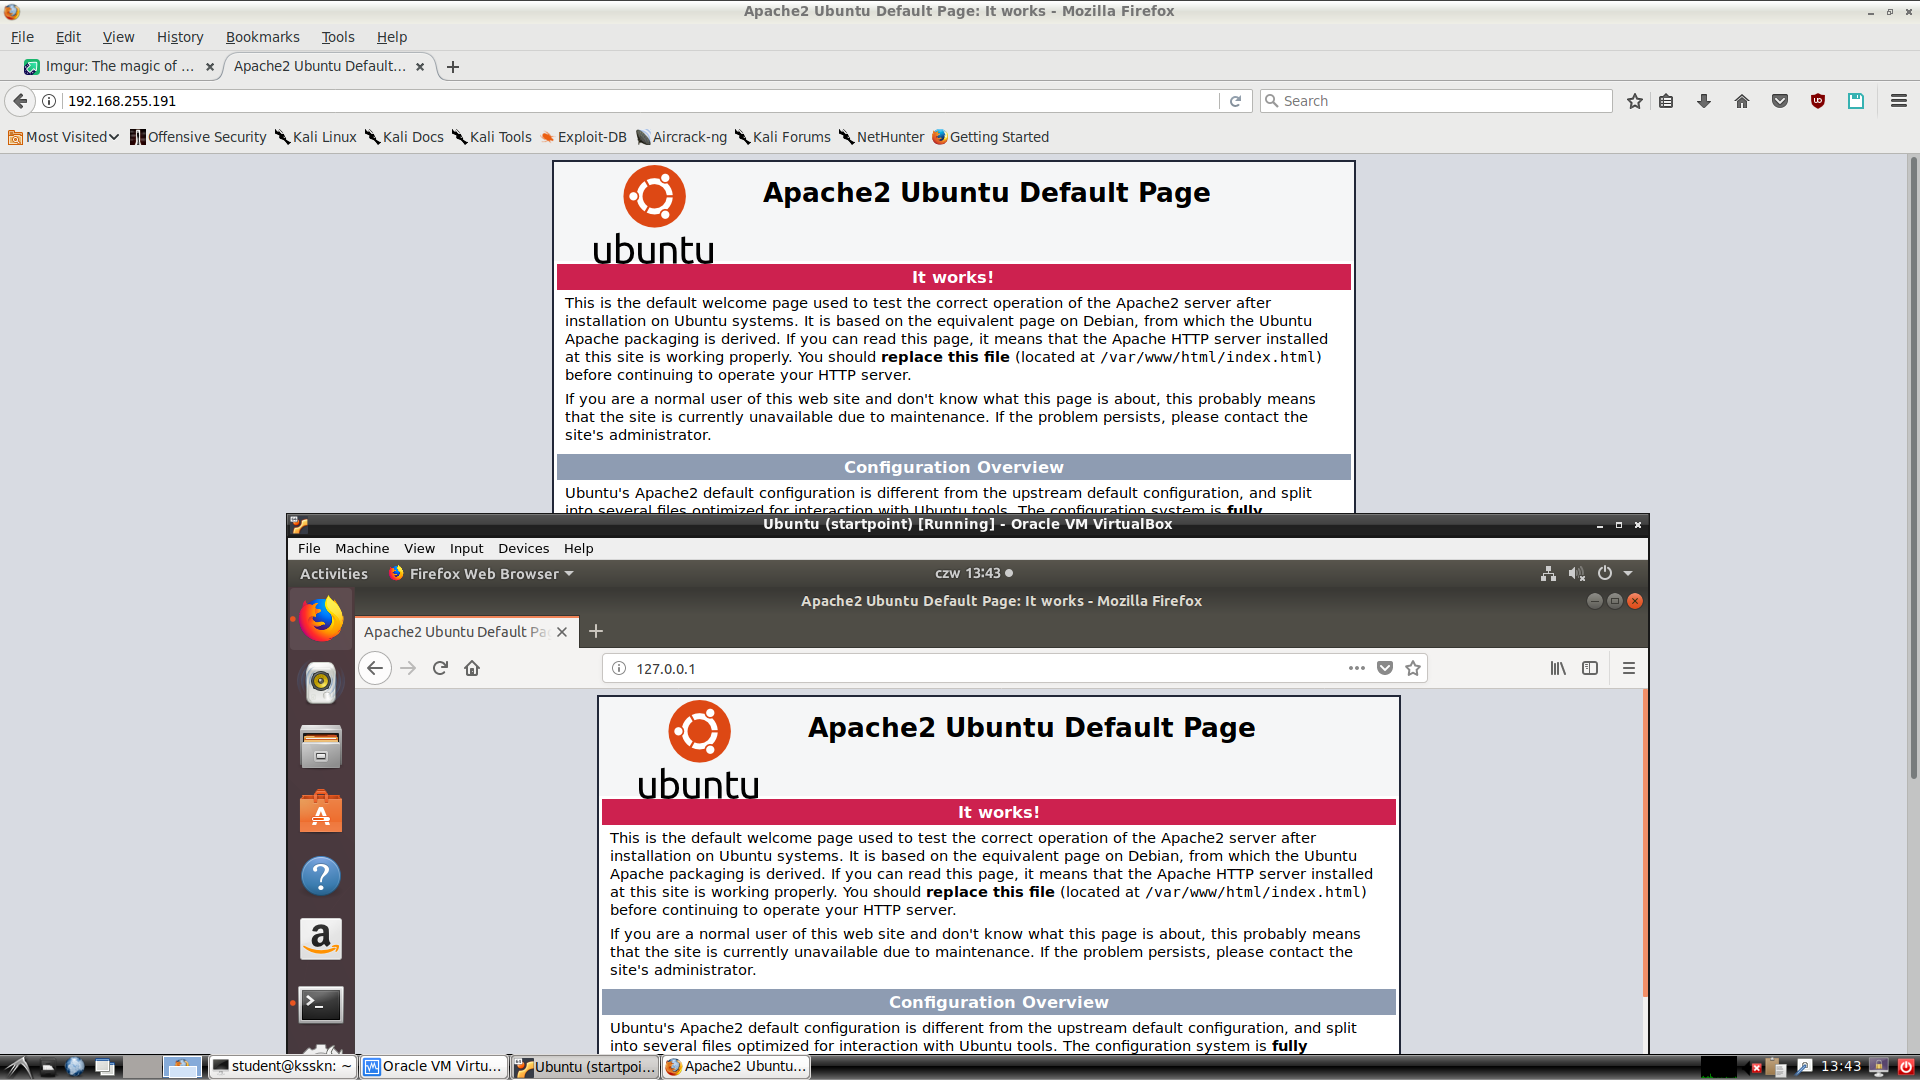 Apache2 Ubuntu Default Page: It works - Mozilla Firefox
File Edit View History Bookmarks Tools Help
Imgur: The magic of ... Apache2 Ubuntu Default...
192.168.255.191 Search
Most Visited Offensive Security Kali Linux Kali Docs Kali Tools Exploit-DB Aircrack-ng Kali Forums NetHunter Getting Started
Apache2 Ubuntu Default Page
ubuntu
It works!
This is the default welcome page used to test the correct operation of the Apache2 server after
installation on Ubuntu systems. It is based on the equivalent page on Debian, from which the Ubuntu
Apache packaging is derived. If you can read this page, it means that the Apache HTTP server installed
at this site is working properly. You should replace this file (located at /var/www/html/index.html)
before continuing to operate your HTTP server.
If you are a normal user of this web site and don't know what this page is about, this probably means
that the site is currently unavailable due to maintenance. If the problem persists, please contact the
site's administrator.
Configuration Overview
Ubuntu's Apache2 default configuration is different from the upstream default configuration, and split
into several files optimized for interaction with Ubuntu tools. The configuration system is fully
Ubuntu (startpoint) [Running] - Oracle VM VirtualBox
File Machine View Input Devices Help
Activities Firefox Web Browser czw 13:43
Apache2 Ubuntu Default Page: It works - Mozilla Firefox
Apache2 Ubuntu Default Pa
127.0.0.1
Apache2 Ubuntu Default Page
ubuntu
It works!
This is the default welcome page used to test the correct operation of the Apache2 server after
installation on Ubuntu systems. It is based on the equivalent page on Debian, from which the Ubuntu
Apache packaging is derived. If you can read this page, it means that the Apache HTTP server installed
at this site is working properly. You should replace this file (located at /var/www/html/index.html)
before continuing to operate your HTTP server.
If you are a normal user of this web site and don't know what this page is about, this probably means
that the site is currently unavailable due to maintenance. If the problem persists, please contact the
site's administrator.
Configuration Overview
Ubuntu's Apache2 default configuration is different from the upstream default configuration, and split
into several files optimized for interaction with Ubuntu tools. The configuration system is fully
student@ksskn: ~ Oracle VM Virtu... Ubuntu (startpoi... Apache2 Ubuntu... 13:43